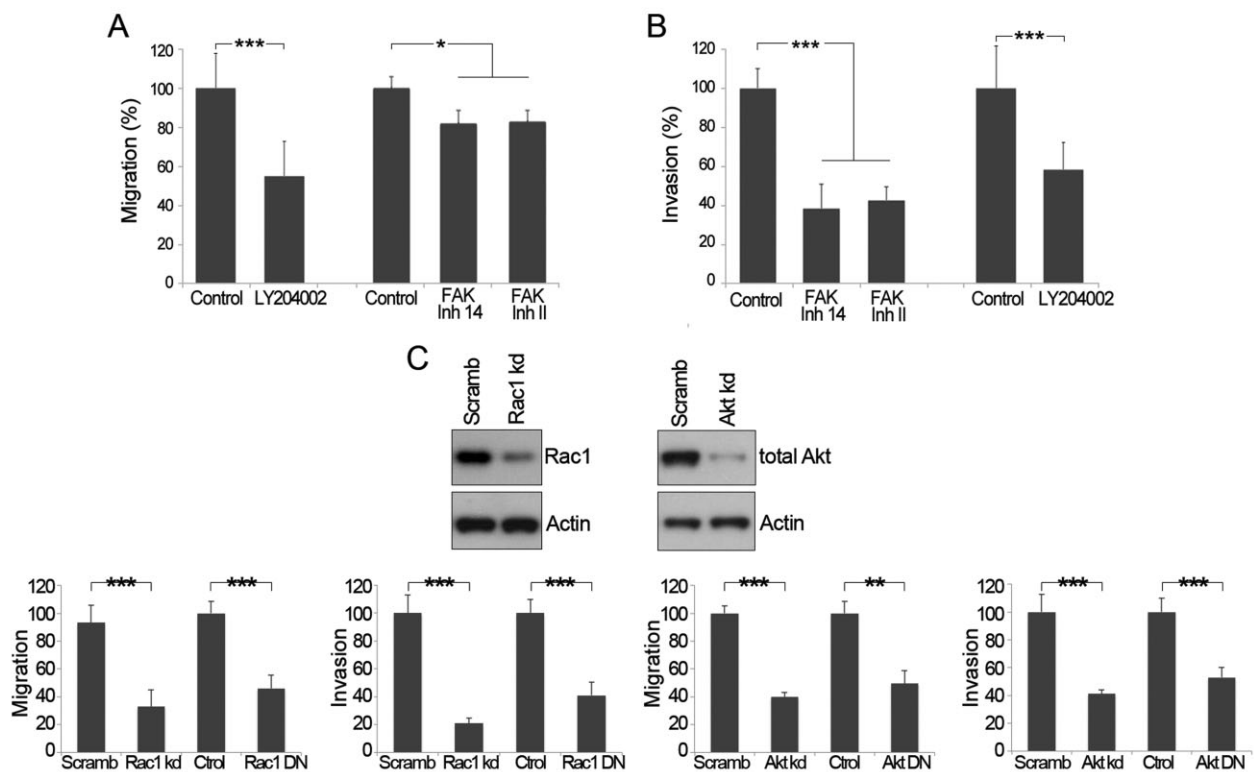 A
***
*
120
100
80
60
40
20
0
Migration (%)
Control
LY204002
Control
FAK
Inh 14
FAK
Inh II
B
***
***
120
100
80
60
40
20
0
Invasion (%)
Control
FAK
Inh 14
FAK
Inh II
Control
LY204002
C
Scramb
Rac1 kd
Rac1
Actin
Scramb
Akt kd
total Akt
Actin
***
***
120
100
80
60
40
20
0
Migration
Scramb
Rac1 kd
Ctrol
Rac1 DN
***
***
120
100
80
60
40
20
0
Invasion
Scramb
Rac1 kd
Ctrol
Rac1 DN
***
**
120
100
80
60
40
20
0
Migration
Scramb
Akt kd
Ctrol
Akt DN
***
***
120
100
80
60
40
20
0
Invasion
Scramb
Akt kd
Ctrol
Akt DN